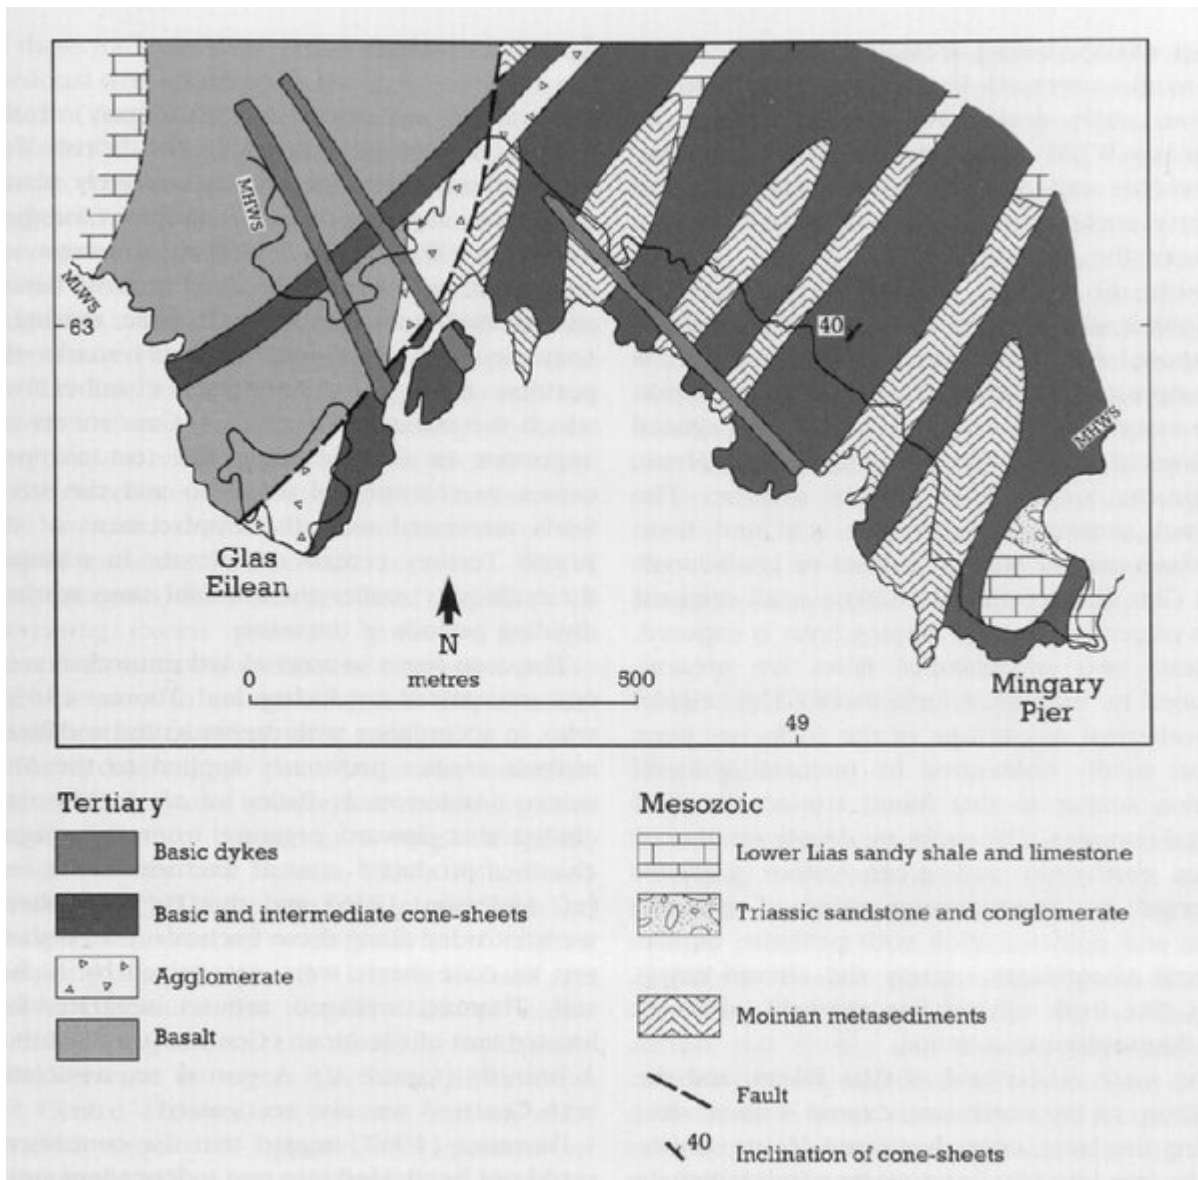 MHWS
MLWS
63
40
MHWS
Glas
Eilean
N
0 metres 500
49
Mingary
Pier
Tertiary
Basic dykes
Basic and intermediate cone-sheets
Agglomerate
Basalt
Mesozoic
Lower Lias sandy shale and limestone
Triassic sandstone and conglomerate
Moinian metasediments
Fault
40
Inclination of cone-sheets